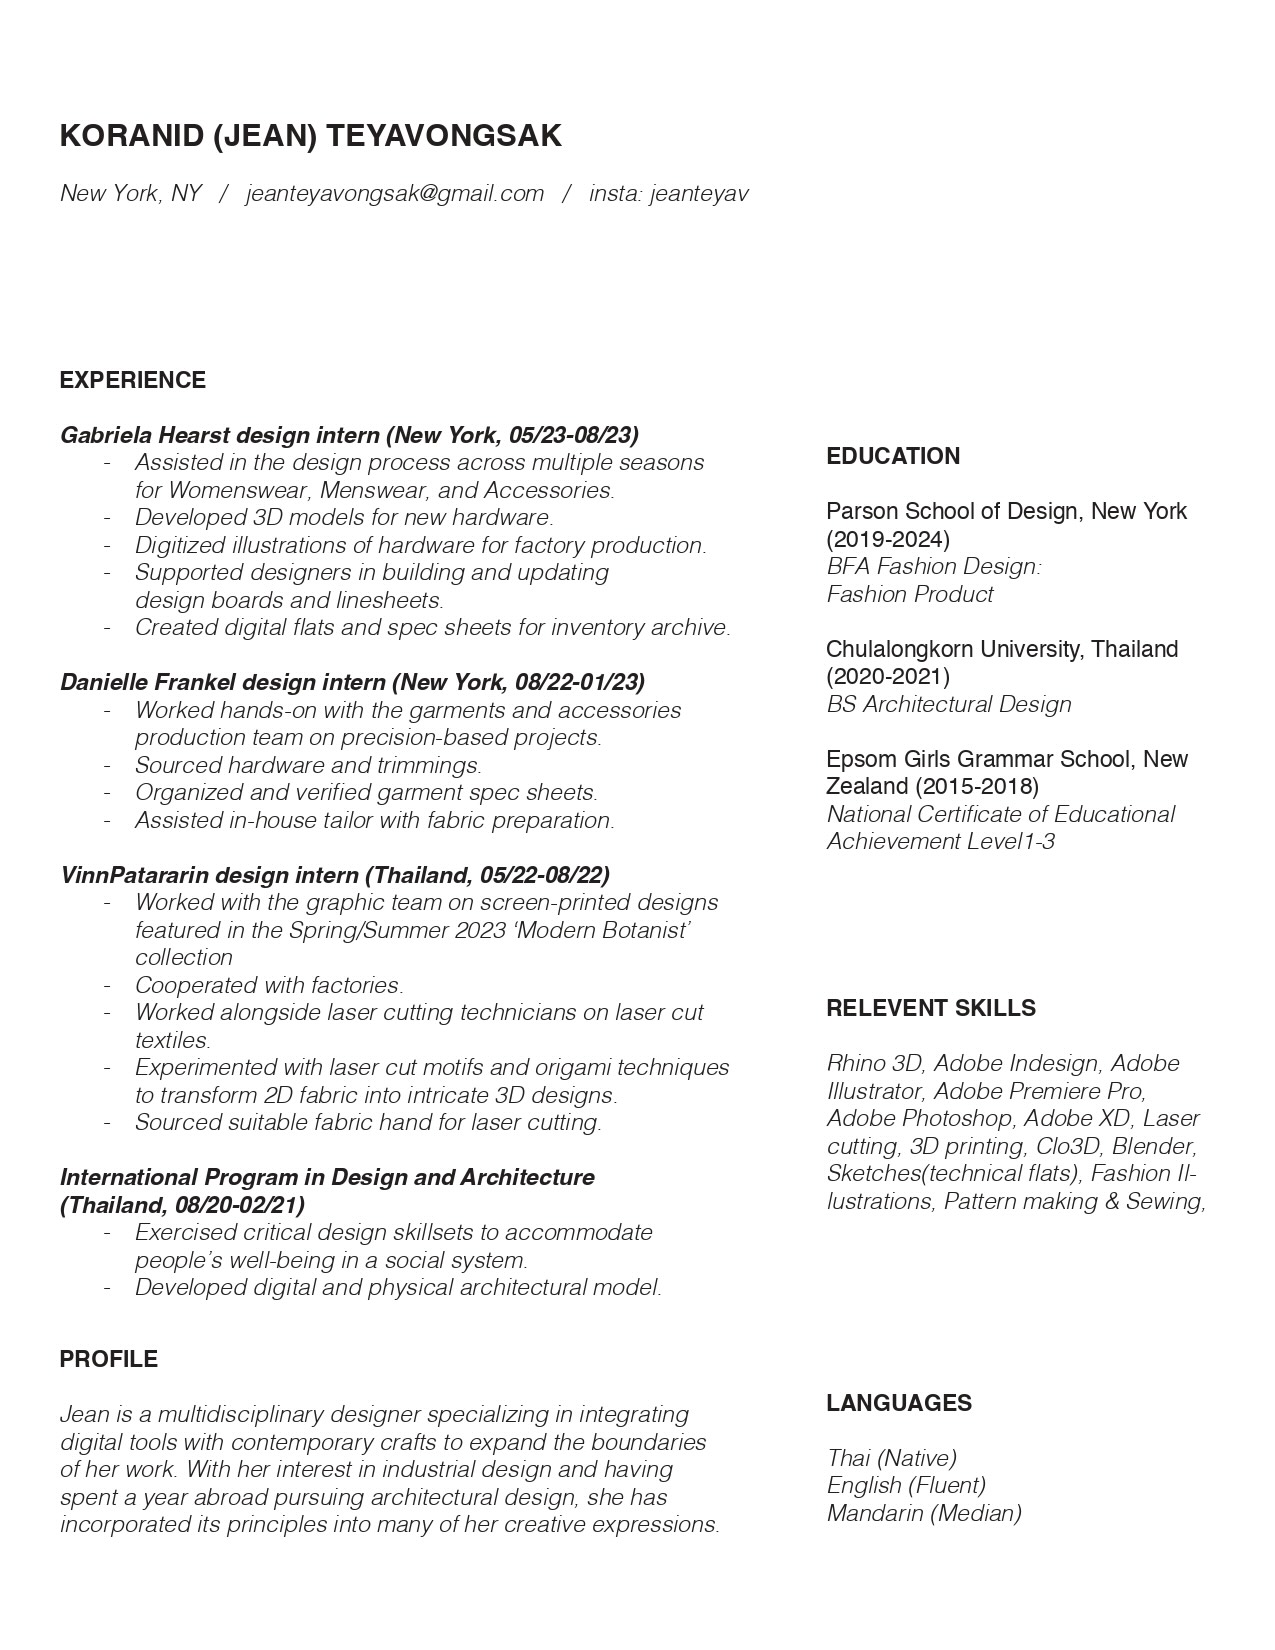 KORANID (JEAN) TEYAVONGSAK
New York, NY / jeanteyavongsak@gmail.com / insta: jeanteyav
EXPERIENCE
Gabriela Hearst design intern (New York, 05/23-08/23)
- Assisted in the design process across multiple seasons
for Womenswear, Menswear, and Accessories.
- Developed 3D models for new hardware.
- Digitized illustrations of hardware for factory production.
- Supported designers in building and updating
design boards and linesheets.
- Created digital flats and spec sheets for inventory archive.
Danielle Frankel design intern (New York, 08/22-01/23)
- Worked hands-on with the garments and accessories
production team on precision-based projects.
- Sourced hardware and trimmings.
- Organized and verified garment spec sheets.
- Assisted in-house tailor with fabric preparation.
VinnPatararin design intern (Thailand, 05/22-08/22)
- Worked with the graphic team on screen-printed designs
featured in the Spring/Summer 2023 ‘Modern Botanist’
collection
- Cooperated with factories.
- Worked alongside laser cutting technicians on laser cut
textiles.
- Experimented with laser cut motifs and origami techniques
to transform 2D fabric into intricate 3D designs.
- Sourced suitable fabric hand for laser cutting.
International Program in Design and Architecture
(Thailand, 08/20-02/21)
- Exercised critical design skillsets to accommodate
people’s well-being in a social system.
- Developed digital and physical architectural model.
PROFILE
Jean is a multidisciplinary designer specializing in integrating
digital tools with contemporary crafts to expand the boundaries
of her work. With her interest in industrial design and having
spent a year abroad pursuing architectural design, she has
incorporated its principles into many of her creative expressions.
EDUCATION
Parson School of Design, New York
(2019-2024)
BFA Fashion Design:
Fashion Product
Chulalongkorn University, Thailand
(2020-2021)
BS Architectural Design
Epsom Girls Grammar School, New
Zealand (2015-2018)
National Certificate of Educational
Achievement Level1-3
RELEVENT SKILLS
Rhino 3D, Adobe Indesign, Adobe
Illustrator, Adobe Premiere Pro,
Adobe Photoshop, Adobe XD, Laser
cutting, 3D printing, Clo3D, Blender,
Sketches(technical flats), Fashion Il-
lustrations, Pattern making & Sewing,
LANGUAGES
Thai (Native)
English (Fluent)
Mandarin (Median)